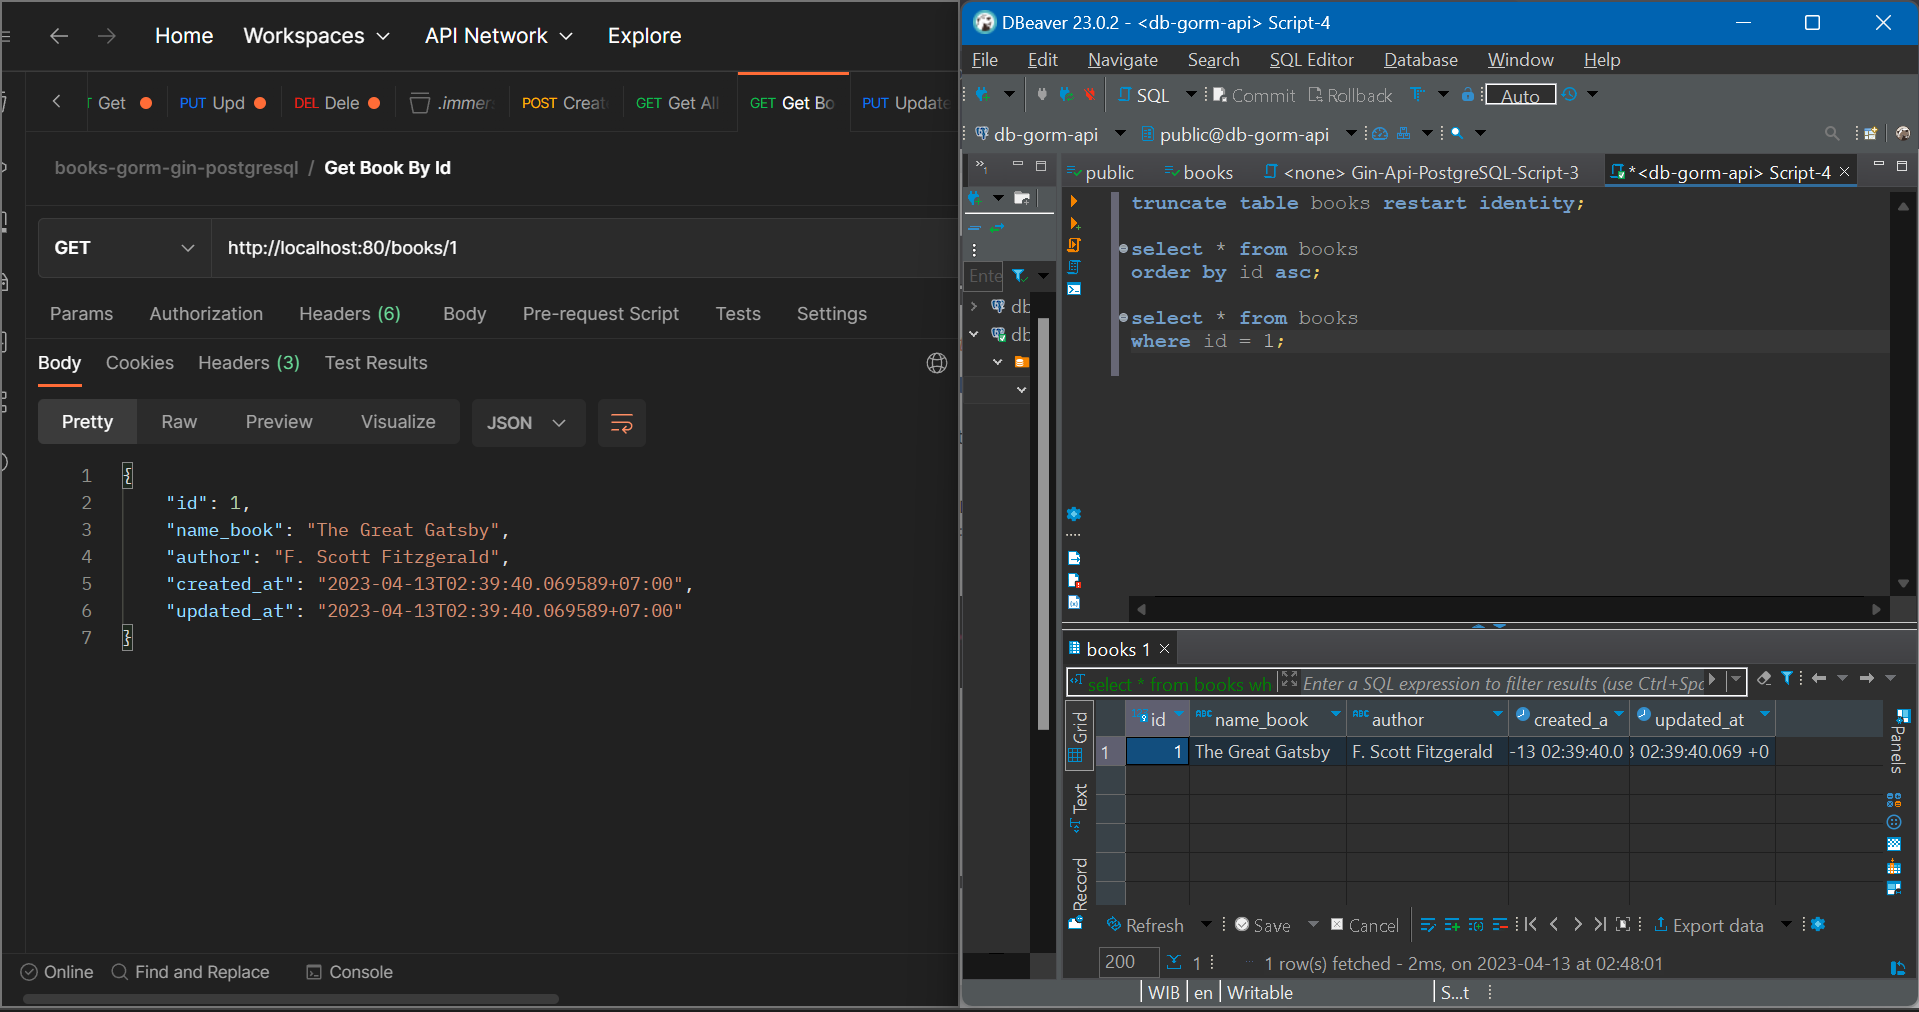 Home Workspaces API Network Explore
Get PUT Upd DEL Dele .immer POST Creat GET Get All GET Get Bo PUT Update
books-gorm-gin-postgresql / Get Book By Id
GET http://localhost:80/books/1
Params Authorization Headers (6) Body Pre-request Script Tests Settings
Body Cookies Headers (3) Test Results
Pretty Raw Preview Visualize JSON
1 {
2 "id": 1,
3 "name_book": "The Great Gatsby",
4 "author": "F. Scott Fitzgerald",
5 "created_at": "2023-04-13T02:39:40.069589+07:00",
6 "updated_at": "2023-04-13T02:39:40.069589+07:00"
7 }
Online Find and Replace Console
DBeaver 23.0.2 - <db-gorm-api> Script-4
File Edit Navigate Search SQL Editor Database Window Help
SQL Commit Rollback Auto
db-gorm-api public@db-gorm-api
public books <none> Gin-Api-PostgreSQL-Script-3 *<db-gorm-api> Script-4
Ente
db
db
truncate table books restart identity;
select * from books
order by id asc;
select * from books
where id = 1;
books 1
select * from books wh Enter a SQL expression to filter results (use Ctrl+Spc
Grid
Text
Record
id name_book author created_a updated_at
1 1 The Great Gatsby F. Scott Fitzgerald -13 02:39:40.0 3 02:39:40.069 +0
Panels
Refresh Save Cancel Export data
200 1 1 row(s) fetched - 2ms, on 2023-04-13 at 02:48:01
WIB en Writable S...t